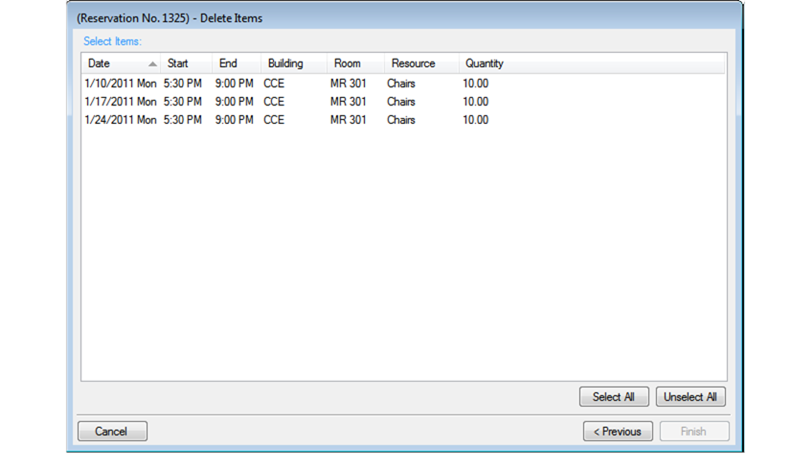 (Reservation No. 1325) - Delete Items
Select Items:
Date Start End Building Room Resource Quantity
1/10/2011 Mon 5:30 PM 9:00 PM CCE MR 301 Chairs 10.00
1/17/2011 Mon 5:30 PM 9:00 PM CCE MR 301 Chairs 10.00
1/24/2011 Mon 5:30 PM 9:00 PM CCE MR 301 Chairs 10.00
Select All Unselect All
Cancel < Previous Finish